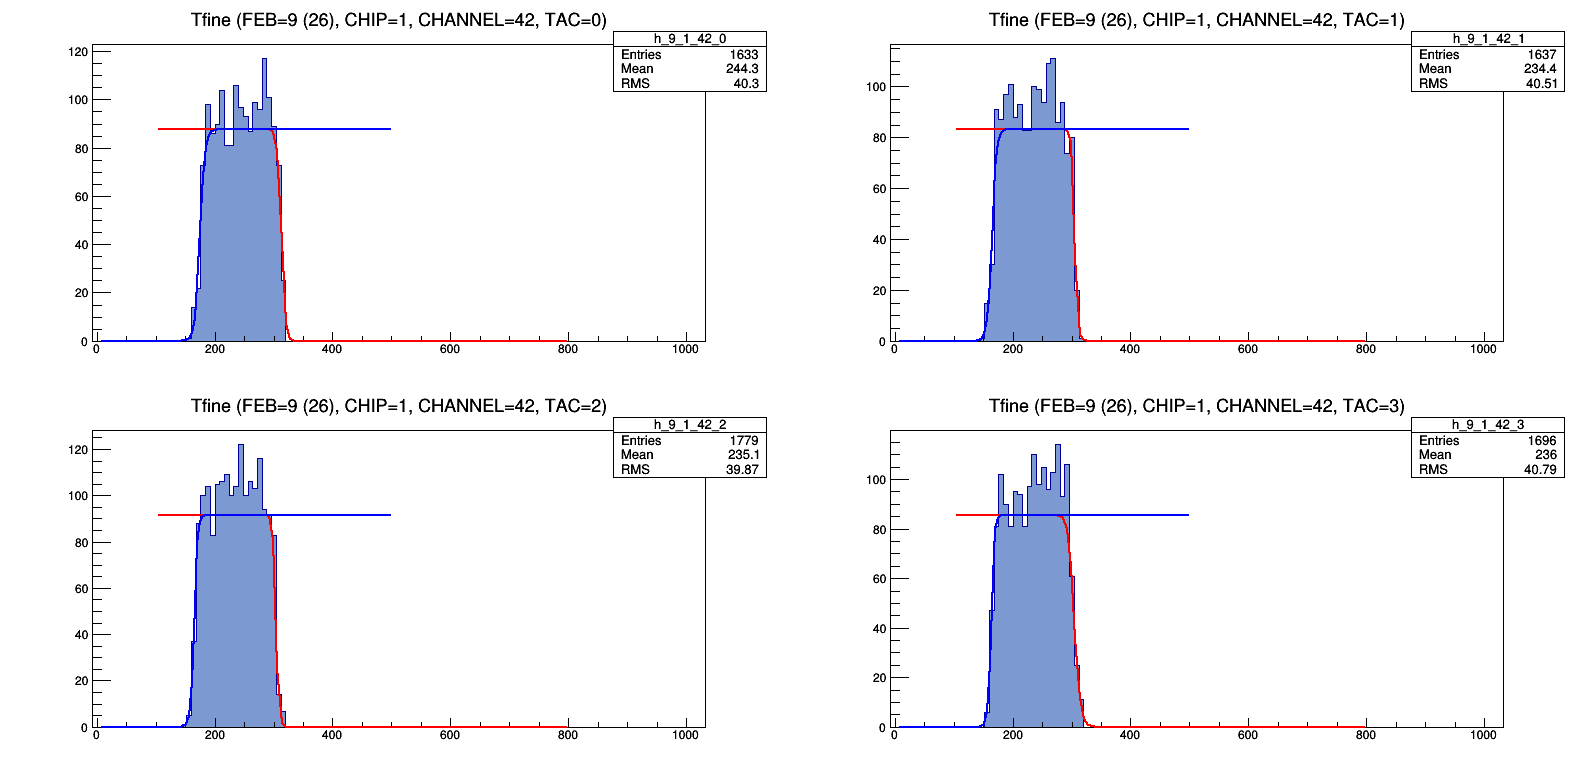 Tfine (FEB=9 (26), CHIP=1, CHANNEL=42, TAC=0)
h_9_1_42_0
Entries 1633
Mean 244.3
RMS 40.3
120
100
80
60
40
20
0
0 200 400 600 800 1000
Tfine (FEB=9 (26), CHIP=1, CHANNEL=42, TAC=1)
h_9_1_42_1
Entries 1637
Mean 234.4
RMS 40.51
100
80
60
40
20
0
0 200 400 600 800 1000
Tfine (FEB=9 (26), CHIP=1, CHANNEL=42, TAC=2)
h_9_1_42_2
Entries 1779
Mean 235.1
RMS 39.87
120
100
80
60
40
20
0
0 200 400 600 800 1000
Tfine (FEB=9 (26), CHIP=1, CHANNEL=42, TAC=3)
h_9_1_42_3
Entries 1696
Mean 236
RMS 40.79
100
80
60
40
20
0
0 200 400 600 800 1000